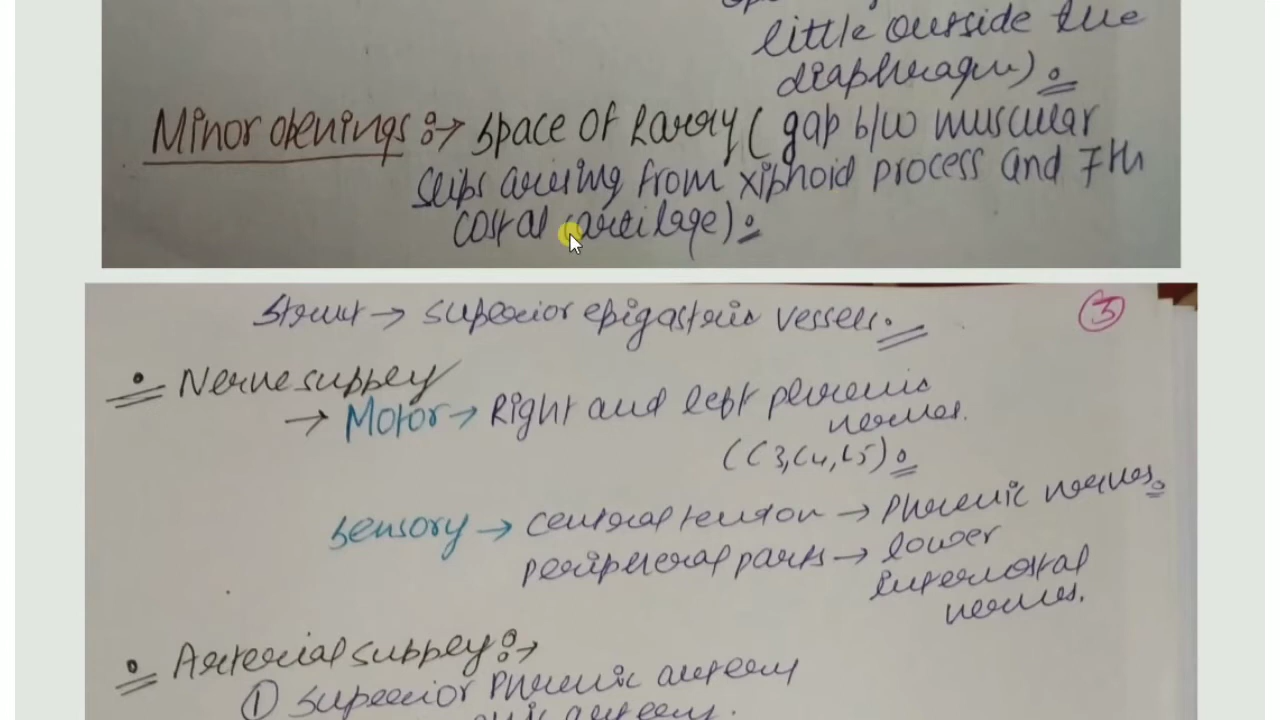 little outside the
diaphragm).
Minor openings :→ space of Larry ( gap b/w muscular
slips arising from xiphoid process and 7th
costal cartilage).
3
Struct → superior epigastric vessels.
Nerve supply
→ Motor → Right and left phrenic
nerves.
(C3,C4,C5).
Sensory → central tendon → Phrenic nerves.
peripheral parts → lower
intercostal
nerves.
Arterial supply :→
① Superior Phrenic artery
artery.